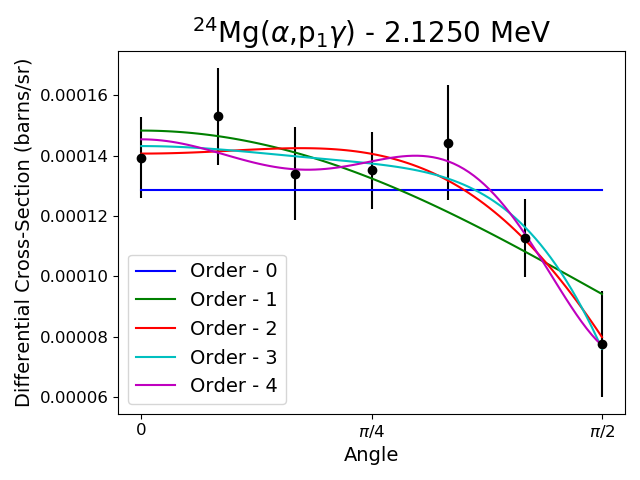 ²⁴Mg(α,p₁γ) - 2.1250 MeV
Differential Cross-Section (barns/sr)
0.00016
0.00014
0.00012
0.00010
0.00008
0.00006
Order - 0
Order - 1
Order - 2
Order - 3
Order - 4
0
π/4
π/2
Angle